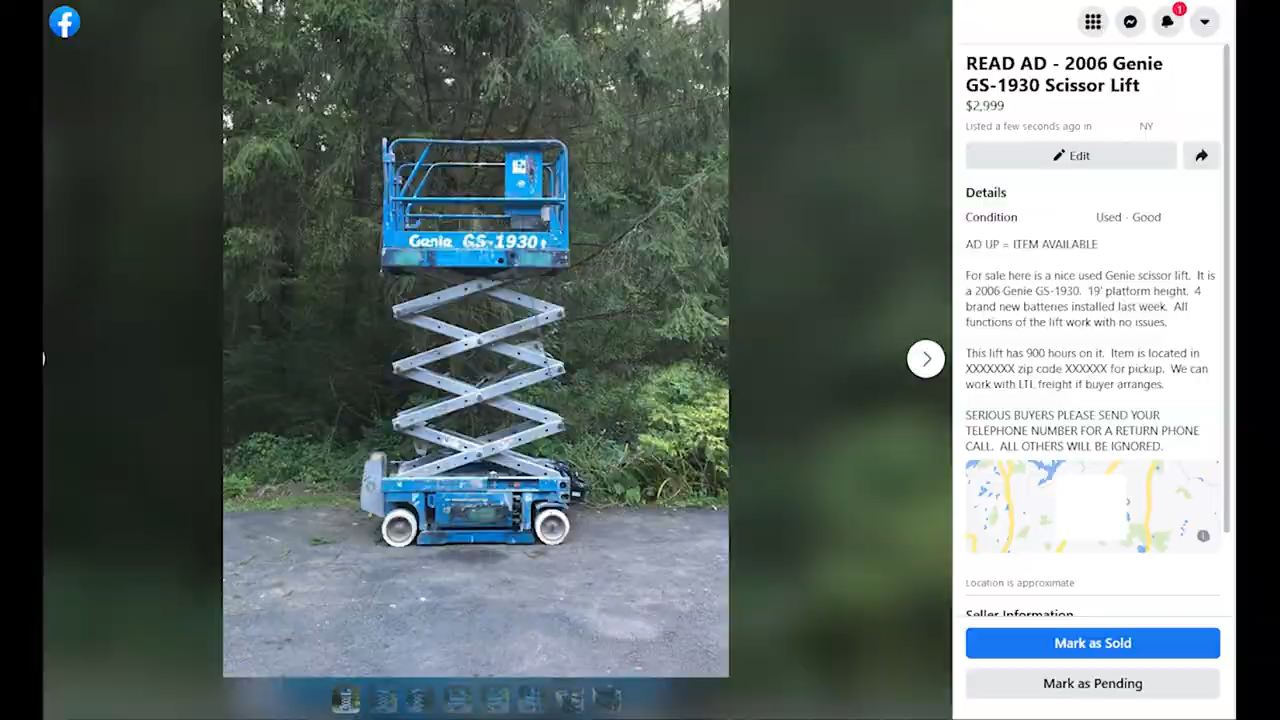 1
READ AD - 2006 Genie
GS-1930 Scissor Lift
$2,999
Listed a few seconds ago in NY
Edit
Details
Condition Used · Good
AD UP = ITEM AVAILABLE
For sale here is a nice used Genie scissor lift. It is
a 2006 Genie GS-1930. 19' platform height. 4
brand new batteries installed last week. All
functions of the lift work with no issues.
This lift has 900 hours on it. Item is located in
XXXXXXX zip code XXXXXX for pickup. We can
work with LTL freight if buyer arranges.
SERIOUS BUYERS PLEASE SEND YOUR
TELEPHONE NUMBER FOR A RETURN PHONE
CALL. ALL OTHERS WILL BE IGNORED.
Location is approximate
Seller Information
Mark as Sold
Mark as Pending
Genie GS-1930